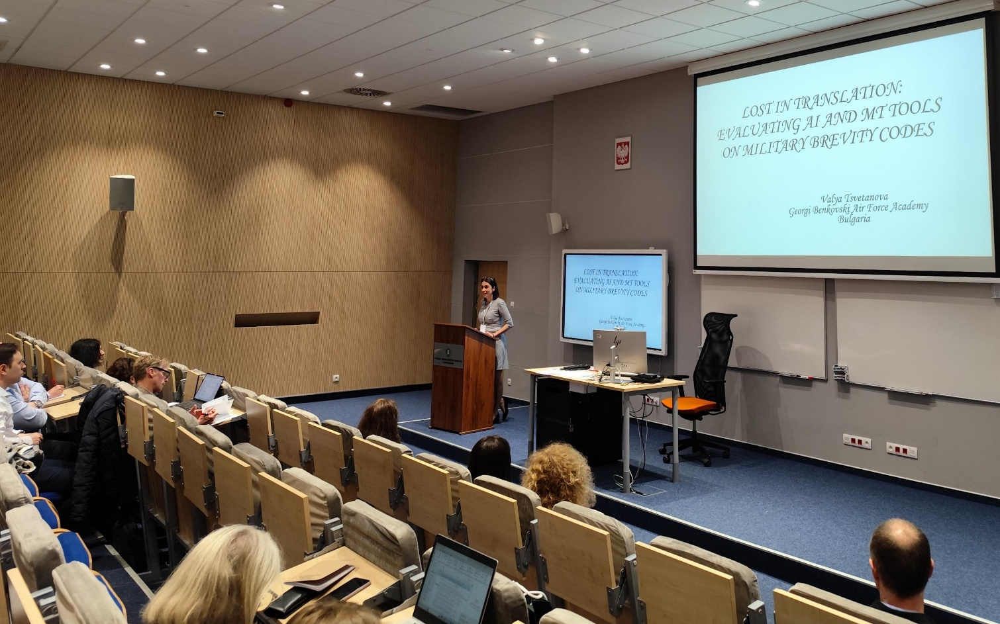 LOST IN TRANSLATION:
EVALUATING AI AND MT TOOLS
ON MILITARY BREVITY CODES
Valya Tsvetanova
Georgi Benkovski Air Force Academy
Bulgaria
LOST IN TRANSLATION:
EVALUATING AI AND MT TOOLS
ON MILITARY BREVITY CODES
Valya Tsvetanova
Georgi Benkovski Air Force Academy
hp